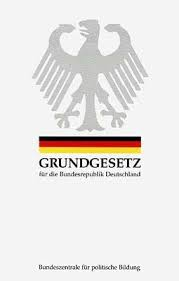 GRUNDGESETZ
für die Bundesrepublik Deutschland
Bundeszentrale für politische Bildung